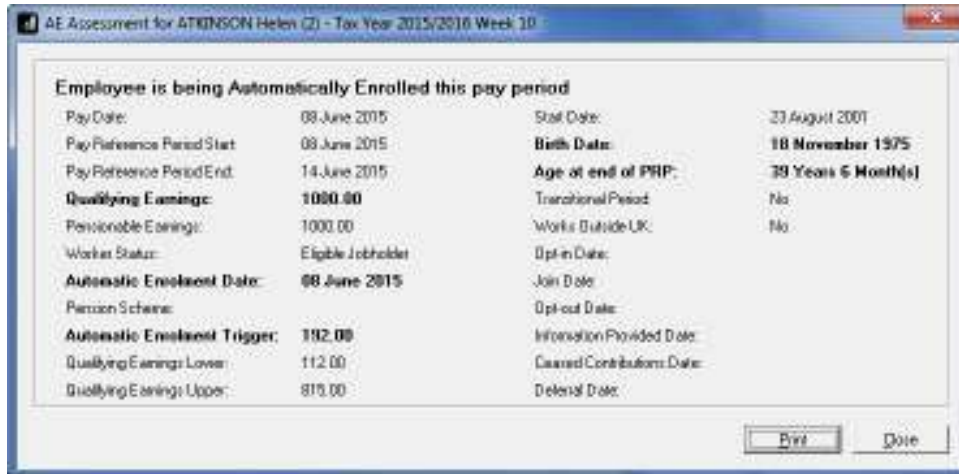 AE Assessment for ATKINSON Helen (2) - Tax Year 2015/2016 Week 10
Employee is being Automatically Enrolled this pay period
Pay Date: 08 June 2015 Start Date: 23 August 2001
Pay Reference Period Start 08 June 2015 Birth Date: 18 November 1975
Pay Reference Period End: 14 June 2015 Age at end of PRP: 39 Years 6 Month(s)
Qualifying Earnings: 1000.00 Transitional Period: No
Pensionable Earnings: 1000.00 Works Outside UK: No
Worker Status: Eligible Jobholder Opt-in Date:
Automatic Enrolment Date: 08 June 2015 Join Date:
Pension Scheme: Opt-out Date:
Automatic Enrolment Trigger: 192.00 Information Provided Date:
Qualifying Earnings Lower: 112.00 Ceased Contributions Date:
Qualifying Earnings Upper: 815.00 Deferral Date:
Print Close